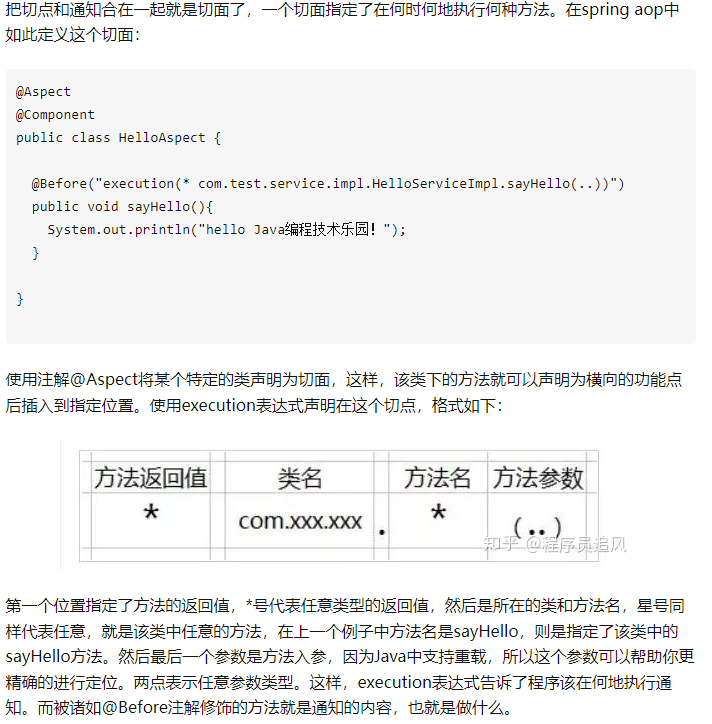 把切点和通知合在一起就是切面了，一个切面指定了在何时何地执行何种方法。在spring aop中
如此定义这个切面：
@Aspect
@Component
public class HelloAspect {
@Before("execution(* com.test.service.impl.HelloServiceImpl.sayHello(..))")
public void sayHello(){
System.out.println("hello Java编程技术乐园！");
}
}
使用注解@Aspect将某个特定的类声明为切面，这样，该类下的方法就可以声明为横向的功能点
后插入到指定位置。使用execution表达式声明在这个切点，格式如下：
方法返回值 类名 方法名 方法参数
* com.xxx.xxx . * (..)
知乎 @程序员追风
第一个位置指定了方法的返回值，*号代表任意类型的返回值，然后是所在的类和方法名，星号同
样代表任意，就是该类中任意的方法，在上一个例子中方法名是sayHello，则是指定了该类中的
sayHello方法。然后最后一个参数是方法入参，因为Java中支持重载，所以这个参数可以帮助你更
精确的进行定位。两点表示任意参数类型。这样，execution表达式告诉了程序该在何地执行通
知。而被诸如@Before注解修饰的方法就是通知的内容，也就是做什么。